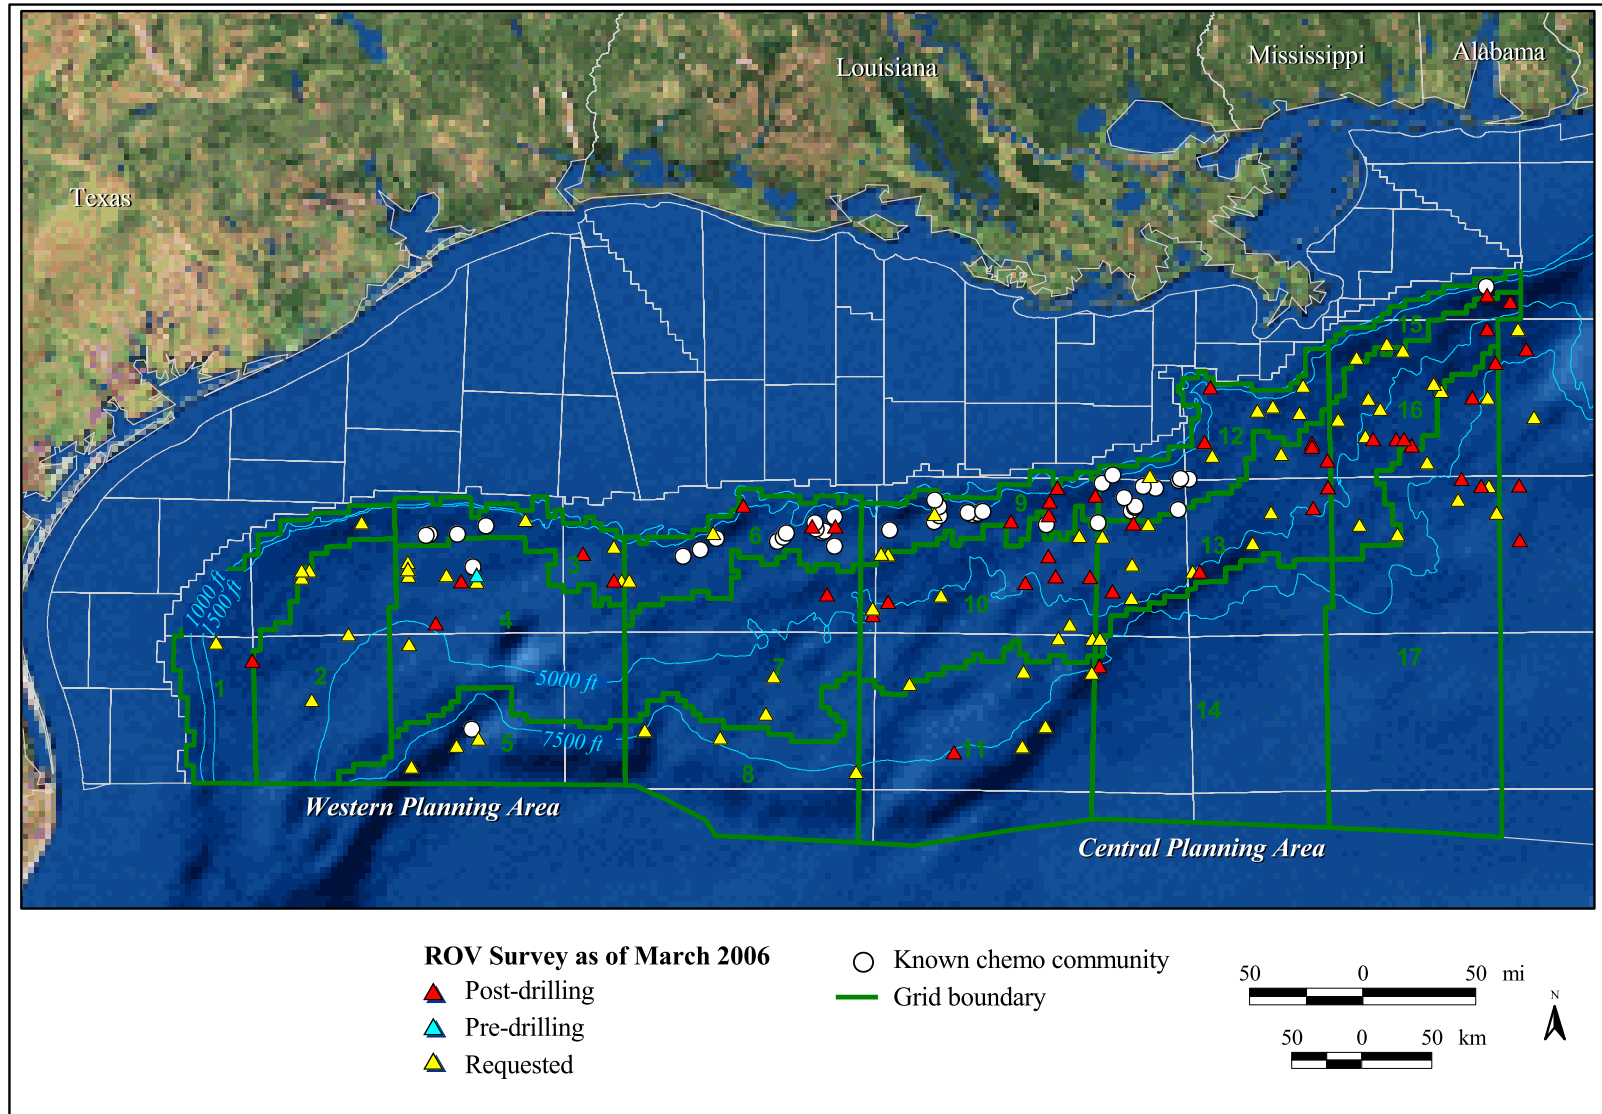 Mississippi
Alabama
Louisiana
Texas
15
16
12
9
6
3
13
1000 ft
1500 ft
10
4
2
1
7
17
5000 ft
14
7500 ft
5
11
8
Western Planning Area
Central Planning Area
ROV Survey as of March 2006
Post-drilling
Pre-drilling
Requested
Known chemo community
Grid boundary
50 0 50 mi
50 0 50 km
N